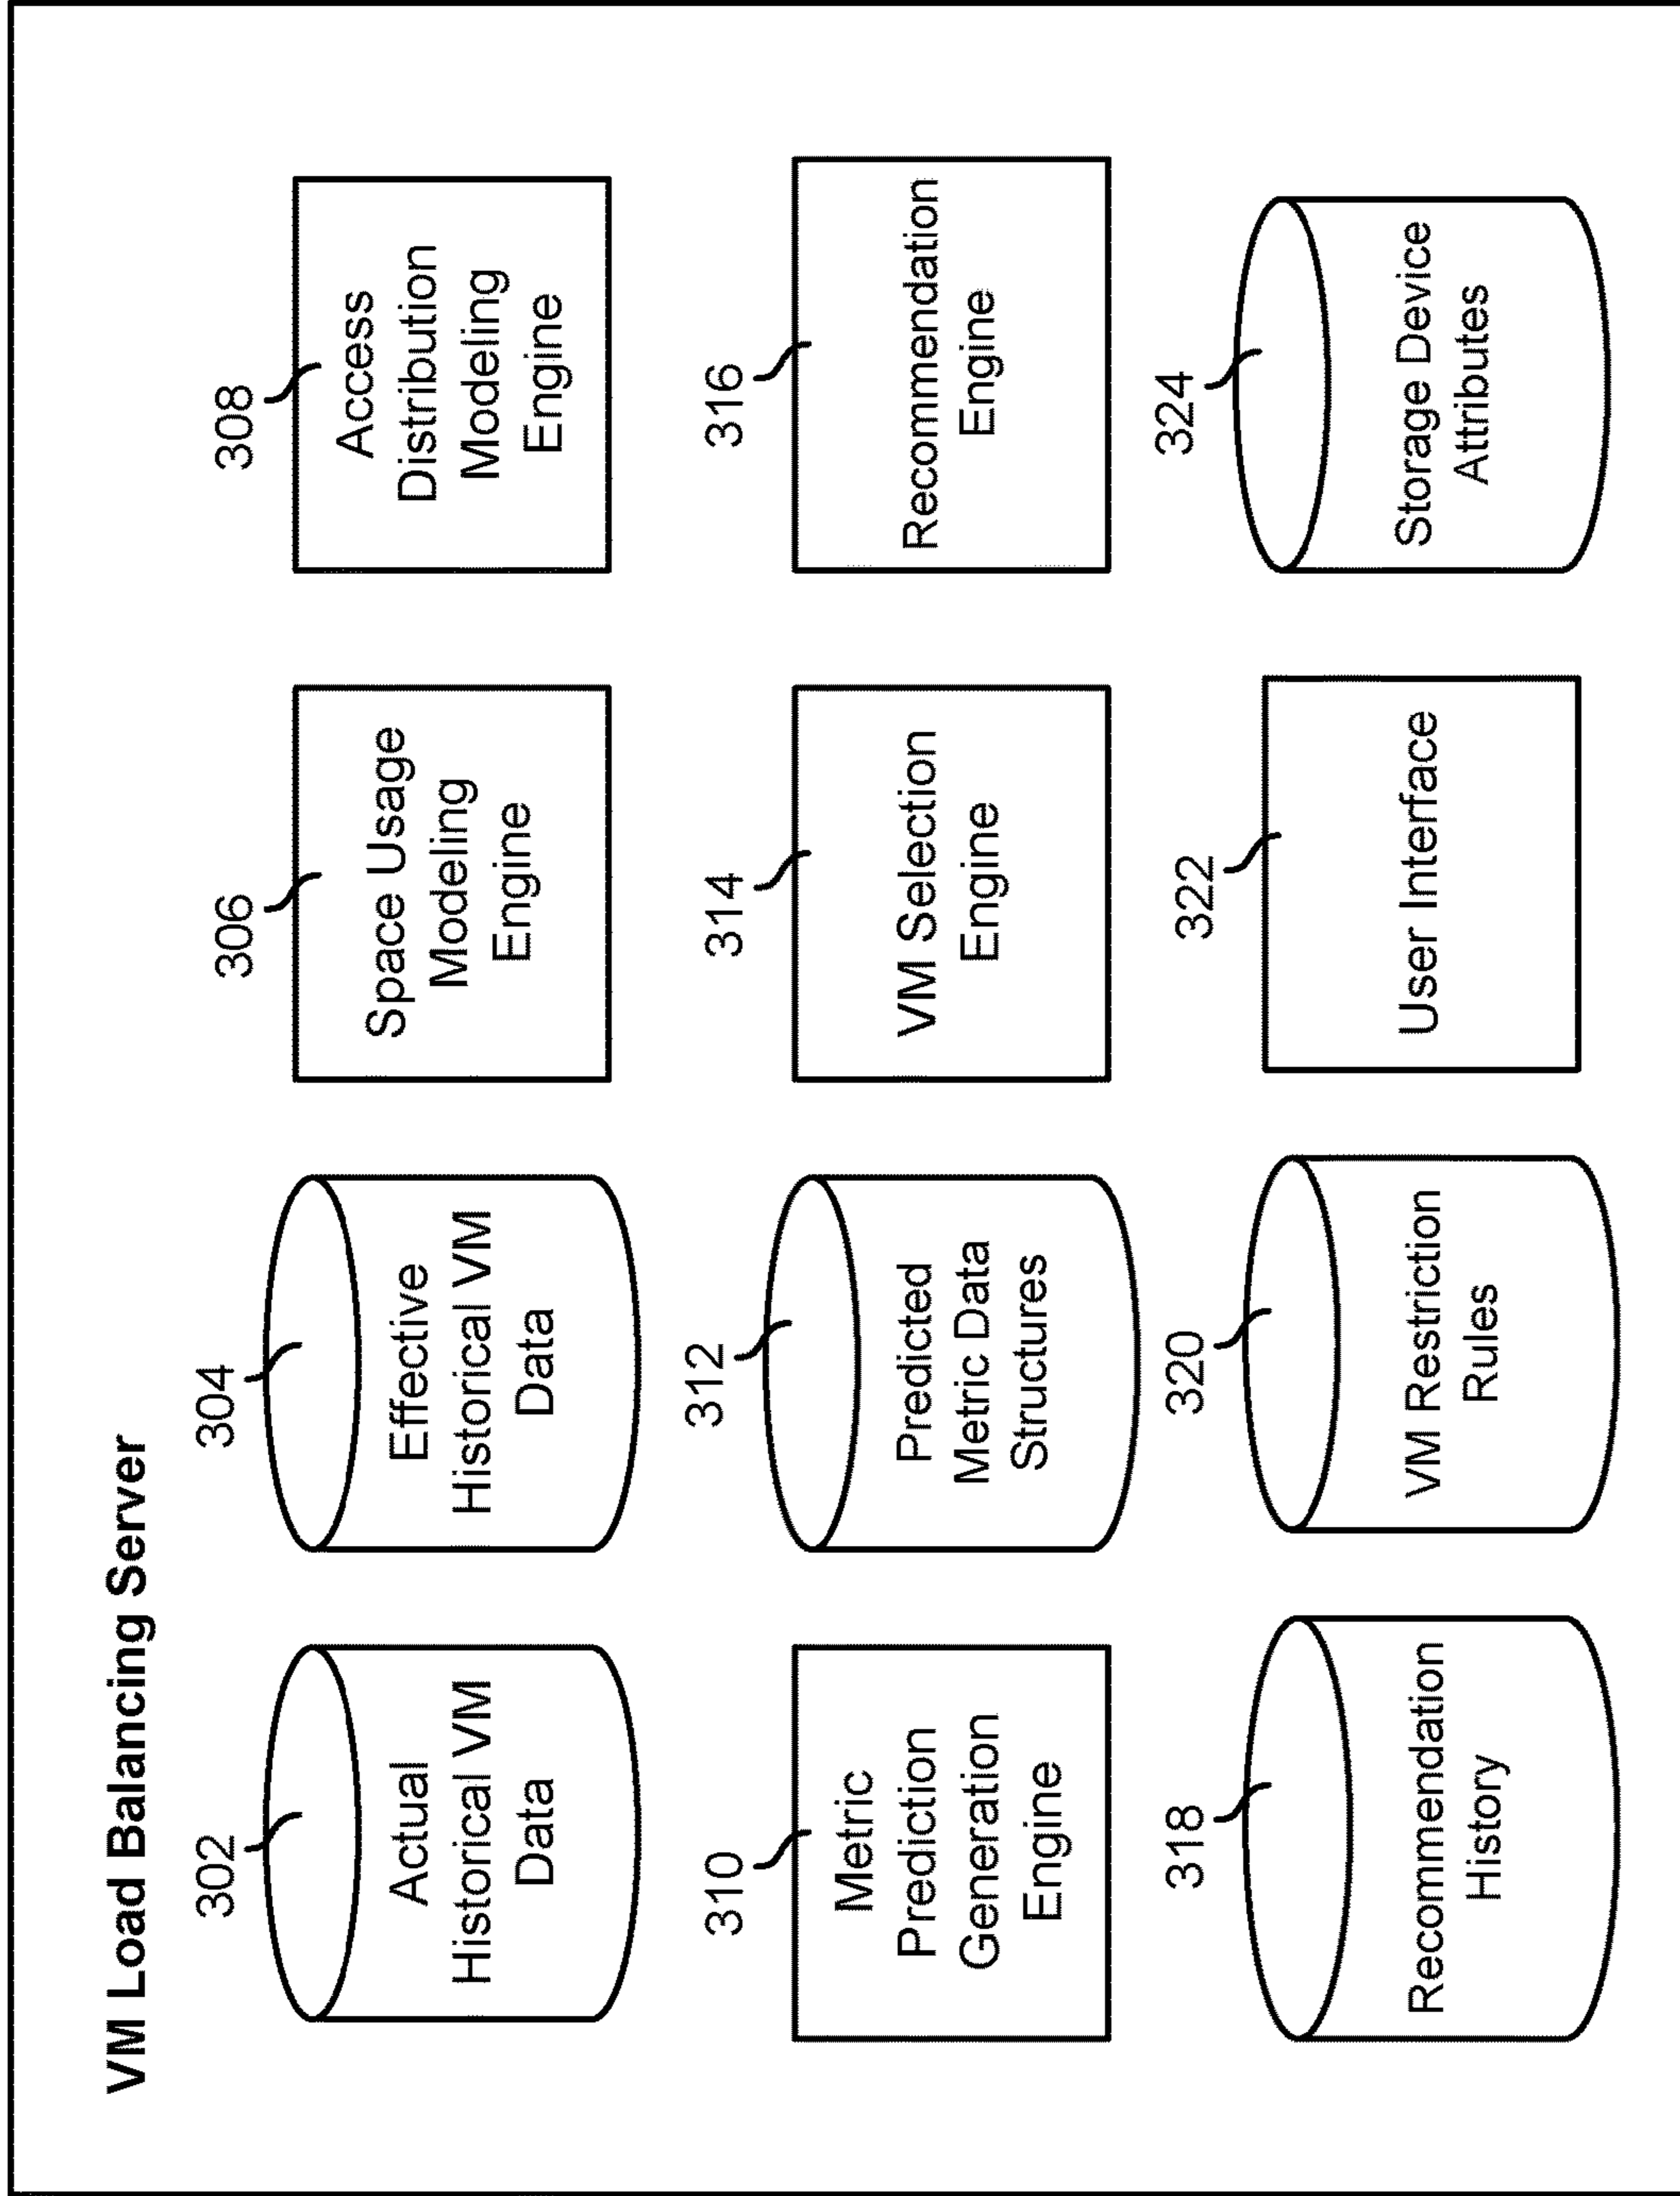 VM Load Balancing Server
302
Actual
Historical VM
Data
304
Effective
Historical VM
Data
306
Space Usage
Modeling
Engine
308
Access
Distribution
Modeling
Engine
310
Metric
Prediction
Generation
Engine
312
Predicted
Metric Data
Structures
314
VM Selection
Engine
316
Recommendation
Engine
318
Recommendation
History
320
VM Restriction
Rules
322
User Interface
324
Storage Device
Attributes